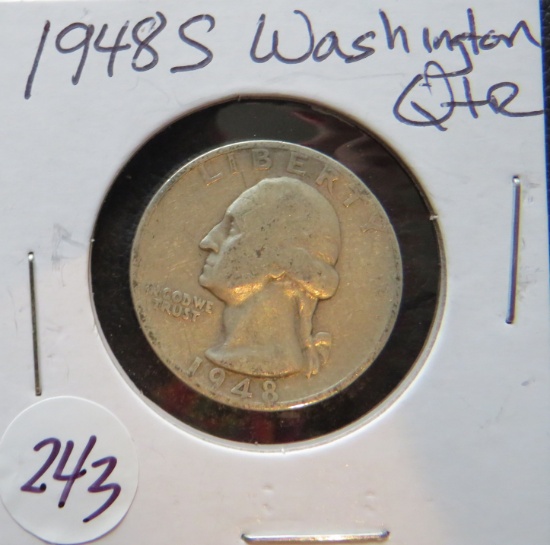 1948S Washington
Qtr
LIBERTY
IN GOD WE
TRUST
1948
243